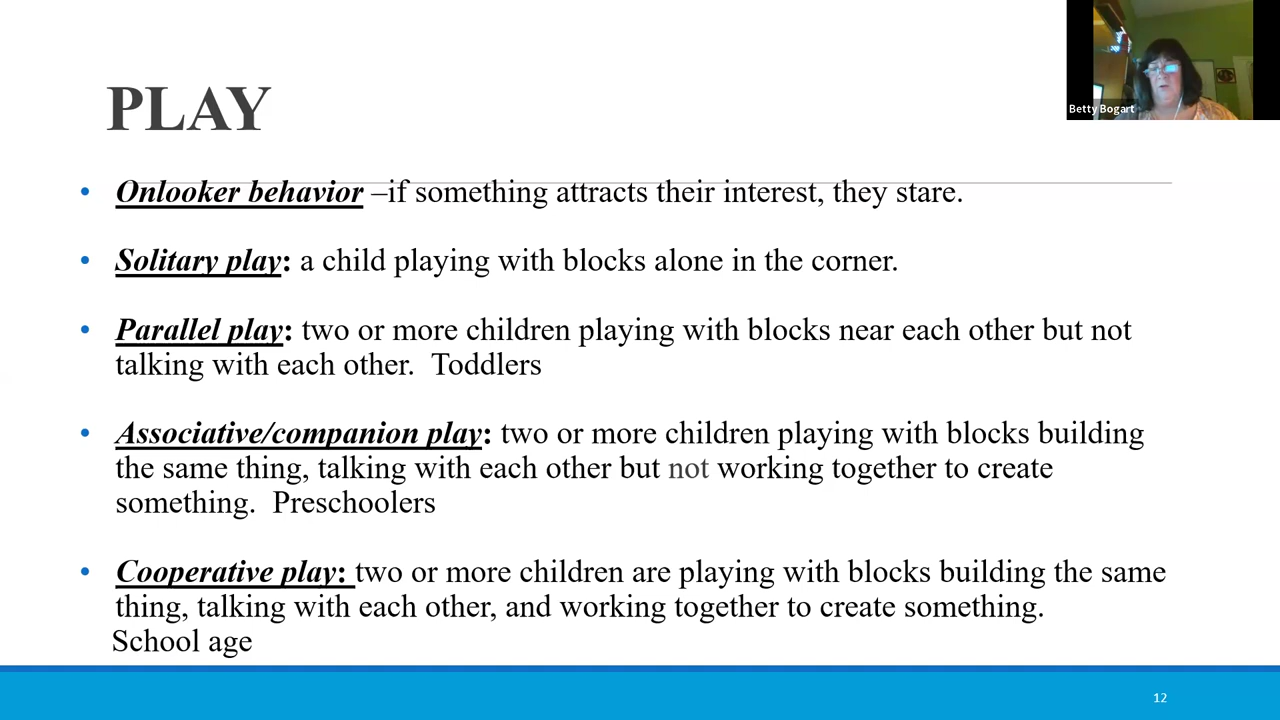 Betty Bogart
PLAY
• Onlooker behavior –if something attracts their interest, they stare.
• Solitary play: a child playing with blocks alone in the corner.
• Parallel play: two or more children playing with blocks near each other but not
talking with each other.  Toddlers
• Associative/companion play: two or more children playing with blocks building
the same thing, talking with each other but not working together to create
something.  Preschoolers
• Cooperative play: two or more children are playing with blocks building the same
thing, talking with each other, and working together to create something.
School age
12